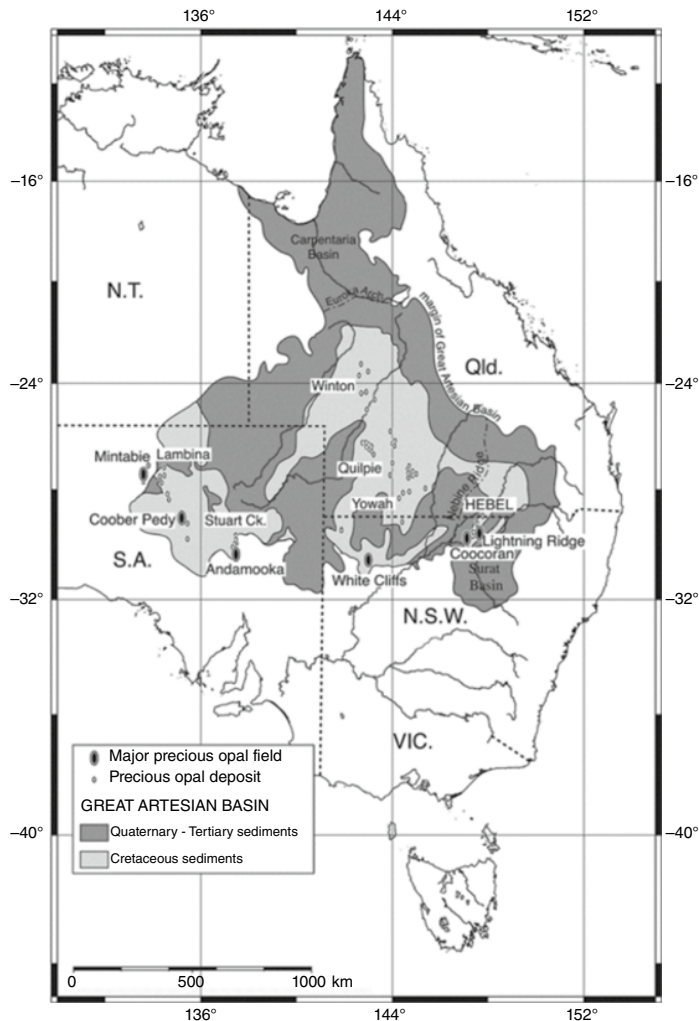 136°
144°
152°
–16°
–16°
Carpentaria
Basin
N.T.
Eureka Arch
margin of Great Artesian Basin
Qld.
–24°
–24°
Winton
Mintabie
Lambina
Quilpie
Nebine Ridge
Yowah
HEBEL
Coober Pedy
Stuart Ck.
Lightning Ridge
Coocoran
S.A.
Andamooka
White Cliffs
Surat
Basin
–32°
–32°
N.S.W.
VIC.
Major precious opal field
Precious opal deposit
GREAT ARTESIAN BASIN
Quaternary - Tertiary sediments
Cretaceous sediments
–40°
–40°
0
500
1000 km
136°
144°
152°